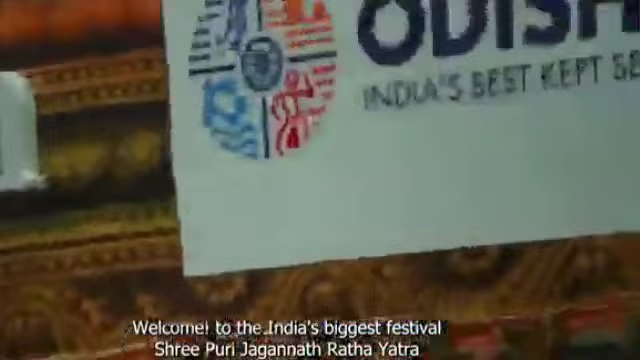 ODISH
INDIA'S BEST KEPT SE
Welcome! to the India's biggest festival
Shree Puri Jagannath Ratha Yatra